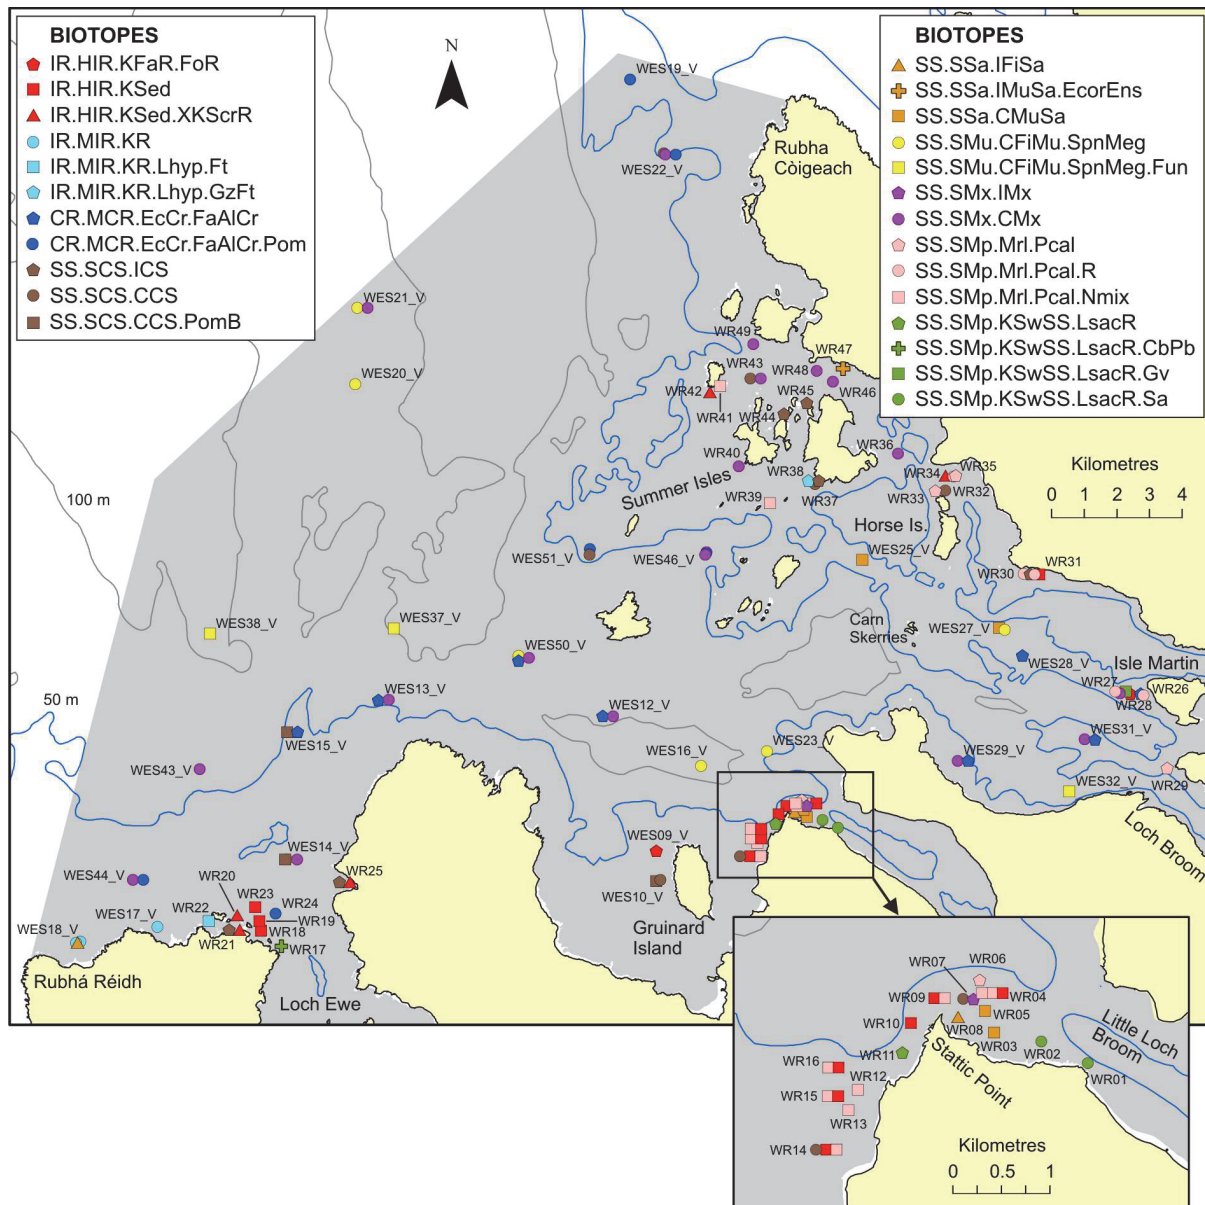 BIOTOPES
IR.HIR.KFaR.FoR
IR.HIR.KSed
IR.HIR.KSed.XKScrR
IR.MIR.KR
IR.MIR.KR.Lhyp.Ft
IR.MIR.KR.Lhyp.GzFt
CR.MCR.EcCr.FaAlCr
CR.MCR.EcCr.FaAlCr.Pom
SS.SCS.ICS
SS.SCS.CCS
SS.SCS.CCS.PomB
N
BIOTOPES
SS.SSa.IFiSa
SS.SSa.IMuSa.EcorEns
SS.SSa.CMuSa
SS.SMu.CFiMu.SpnMeg
SS.SMu.CFiMu.SpnMeg.Fun
SS.SMx.IMx
SS.SMx.CMx
SS.SMp.Mrl.Pcal
SS.SMp.Mrl.Pcal.R
SS.SMp.Mrl.Pcal.Nmix
SS.SMp.KSwSS.LsacR
SS.SMp.KSwSS.LsacR.CbPb
SS.SMp.KSwSS.LsacR.Gv
SS.SMp.KSwSS.LsacR.Sa
WES19_V
WES22_V
Rubha
Còigeach
WES21_V
WES20_V
WR49
WR43
WR48
WR47
WR46
WR42
WR41
WR45
WR44
WR40
WR36
WR38
WR37
Summer Isles
WR39
WR34
WR35
WR33
WR32
Kilometres
0 1 2 3 4
100 m
Horse Is.
WES51_V
WES46_V
WES25_V
WR30
WR31
WES38_V
WES37_V
Carn
Skerries
WES27_V
WES50_V
WES28_V
Isle Martin
WES13_V
50 m
WR27
WR26
WR28
WES12_V
WES15_V
WES23_V
WES31_V
WES16_V
WES29_V
WES43_V
WR29
WES32_V
Loch Broom
WES14_V
WES09_V
WR25
WES44_V
WR20
WR23
WR24
WES10_V
WES17_V
WR22
WR19
WES18_V
WR21
WR18
WR17
Gruinard
Island
Rubhá Réidh
Loch Ewe
WR07
WR06
WR09
WR04
WR05
WR10
WR08
WR03
WR02
WR11
WR01
Little Loch
Broom
Stattic Point
WR16
WR12
WR15
WR13
WR14
Kilometres
0 0.5 1